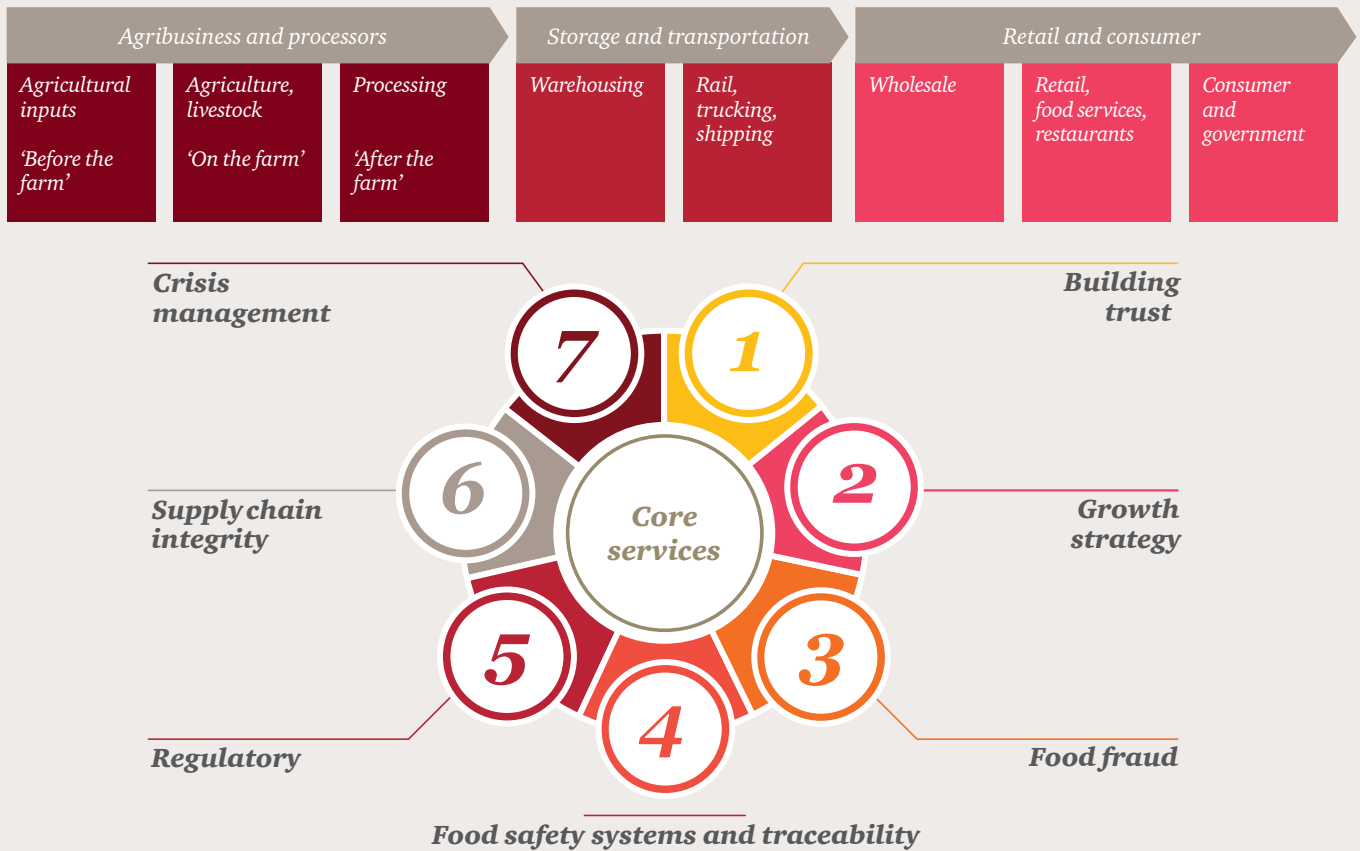 Agribusiness and processors
Storage and transportation
Retail and consumer
Agricultural
inputs
‘Before the
farm’
Agriculture,
livestock
‘On the farm’
Processing
‘After the
farm’
Warehousing
Rail,
trucking,
shipping
Wholesale
Retail,
food services,
restaurants
Consumer
and
government
Crisis
management
Building
trust
7
1
6
2
Supply chain
integrity
Growth
strategy
Core
services
5
3
4
Regulatory
Food fraud
Food safety systems and traceability